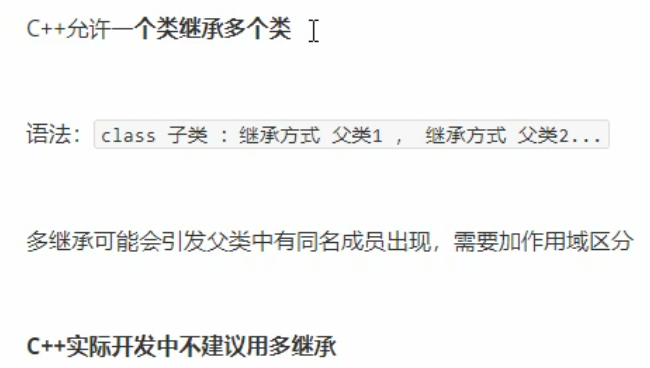 C++允许一个类继承多个类
语法：class 子类 ：继承方式 父类1 ， 继承方式 父类2...
多继承可能会引发父类中有同名成员出现，需要加作用域区分
C++实际开发中不建议用多继承